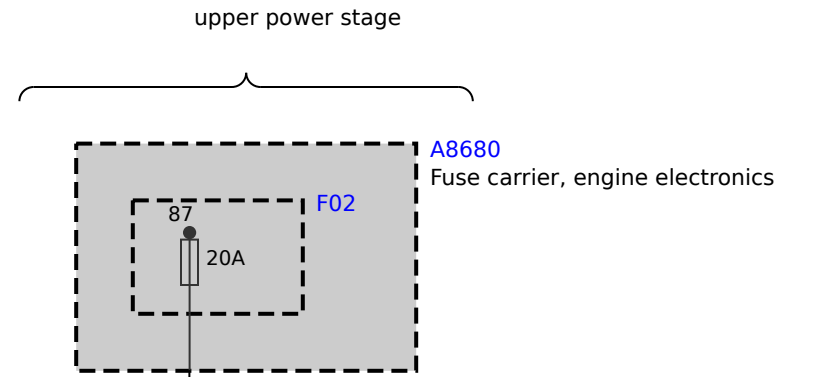 upper power stage
A8680
Fuse carrier, engine electronics
F02
87
20A